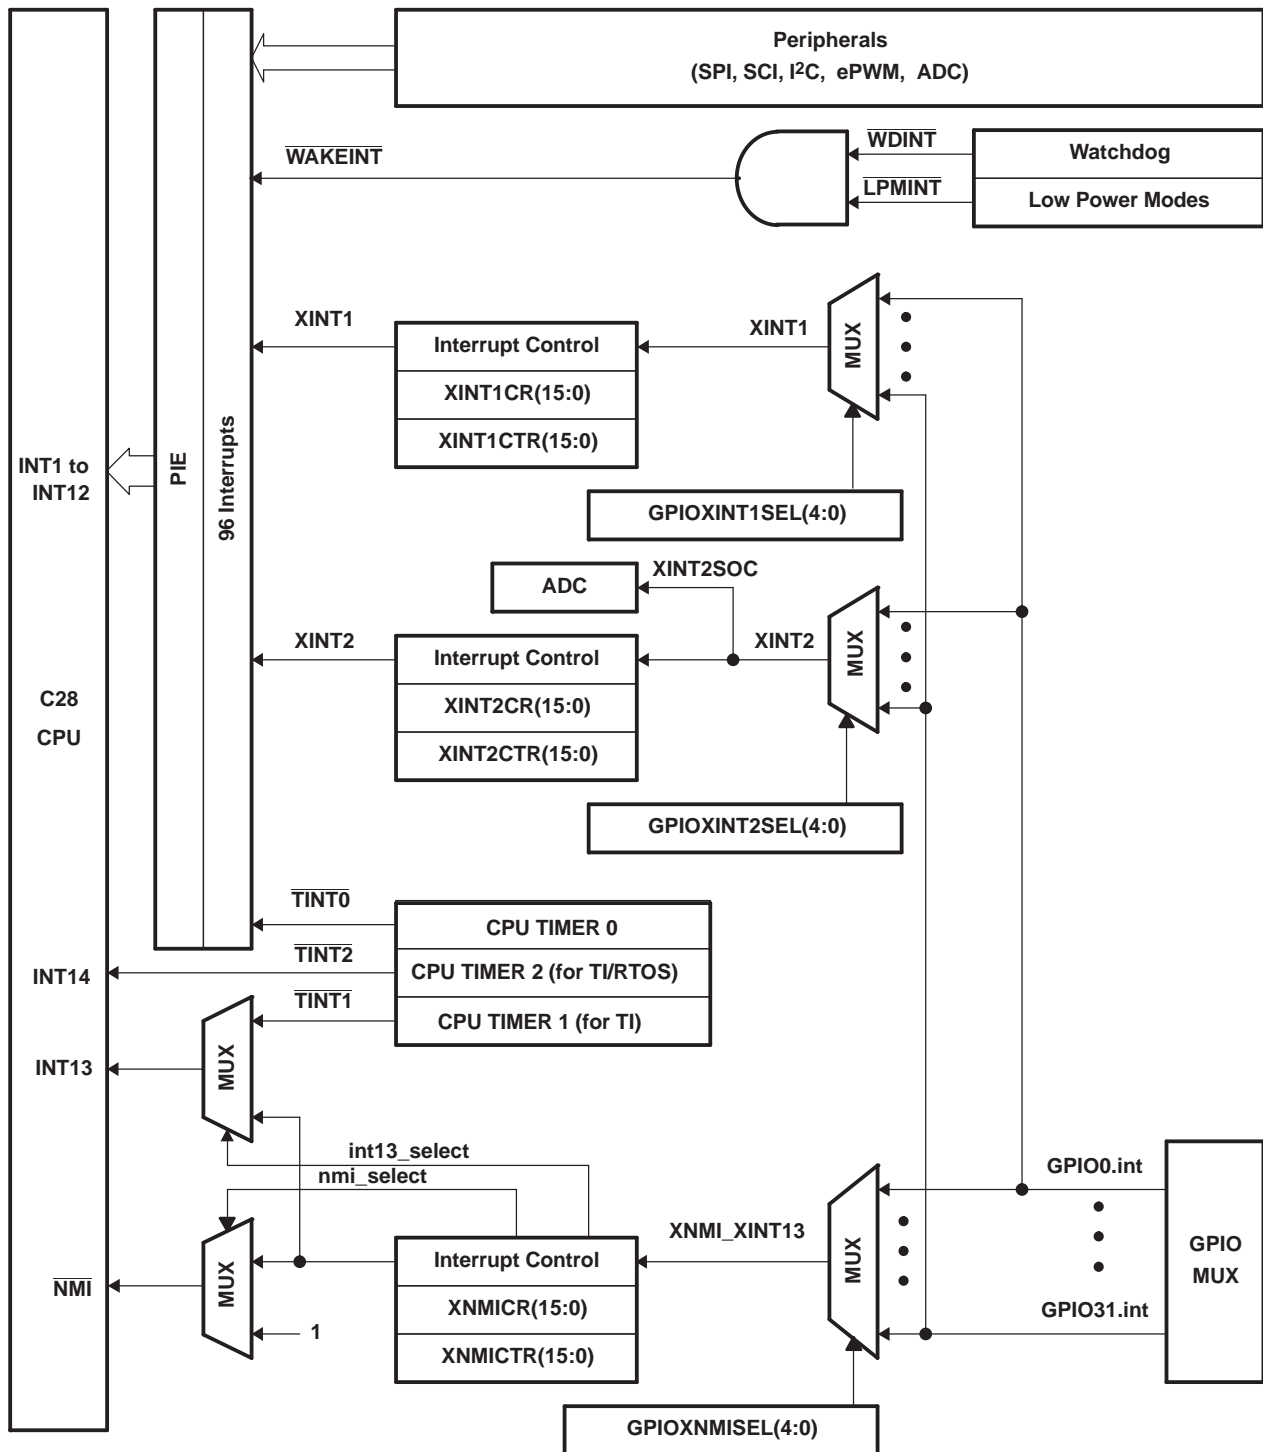 Peripherals
(SPI, SCI, I2C, ePWM, ADC)
WAKEINT
WDINT
Watchdog
LPMINT
Low Power Modes
XINT1
Interrupt Control
XINT1CR(15:0)
XINT1CTR(15:0)
XINT1
MUX
GPIOXINT1SEL(4:0)
INT1 to
INT12
PIE
96 Interrupts
C28
CPU
ADC
XINT2SOC
XINT2
Interrupt Control
XINT2CR(15:0)
XINT2CTR(15:0)
XINT2
MUX
GPIOXINT2SEL(4:0)
TINT0
CPU TIMER 0
INT14
TINT2
CPU TIMER 2 (for TI/RTOS)
TINT1
CPU TIMER 1 (for TI)
INT13
MUX
int13_select
nmi_select
NMI
MUX
1
Interrupt Control
XNMICR(15:0)
XNMICTR(15:0)
XNMI_XINT13
MUX
GPIOXNMISEL(4:0)
GPIO0.int
GPIO31.int
GPIO
MUX